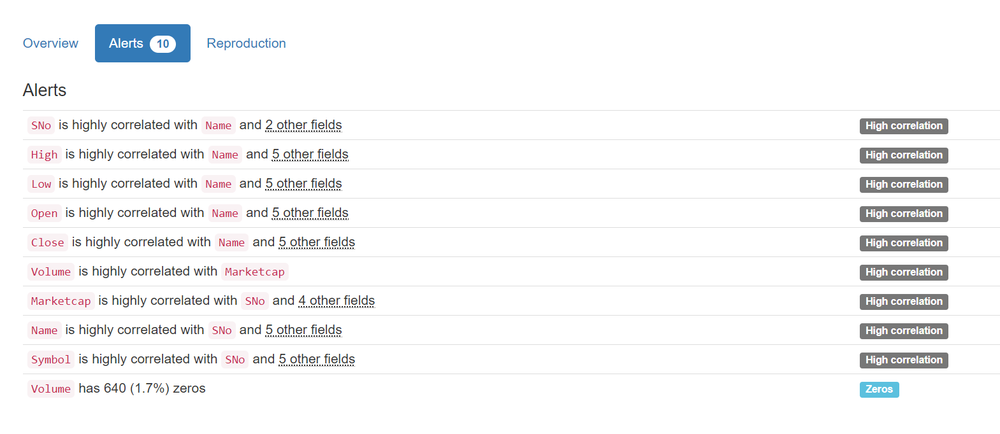 Overview Alerts 10 Reproduction
Alerts
SNo is highly correlated with Name and 2 other fields High correlation
High is highly correlated with Name and 5 other fields High correlation
Low is highly correlated with Name and 5 other fields High correlation
Open is highly correlated with Name and 5 other fields High correlation
Close is highly correlated with Name and 5 other fields High correlation
Volume is highly correlated with Marketcap High correlation
Marketcap is highly correlated with SNo and 4 other fields High correlation
Name is highly correlated with SNo and 5 other fields High correlation
Symbol is highly correlated with SNo and 5 other fields High correlation
Volume has 640 (1.7%) zeros Zeros